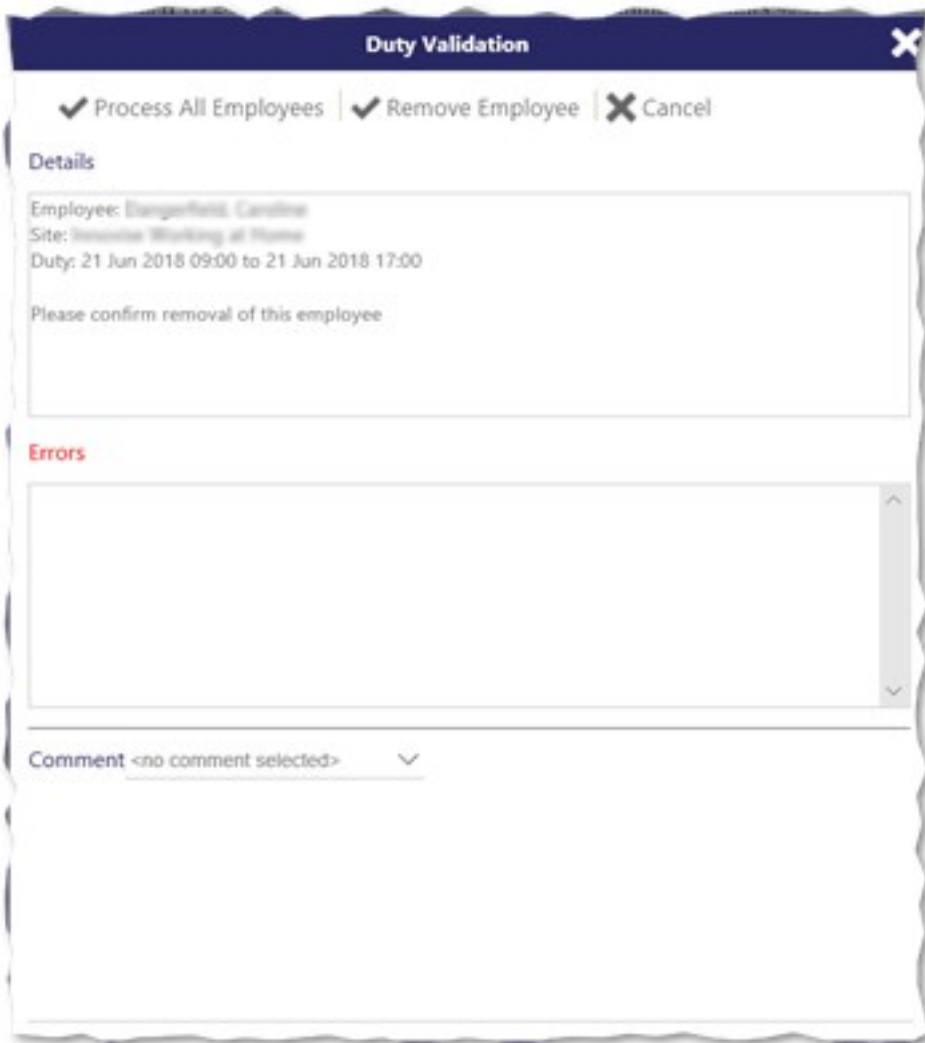 Duty Validation
Process All Employees Remove Employee Cancel
Details
Employee:
Site:
Duty: 21 Jun 2018 09:00 to 21 Jun 2018 17:00
Please confirm removal of this employee
Errors
Comment <no comment selected>